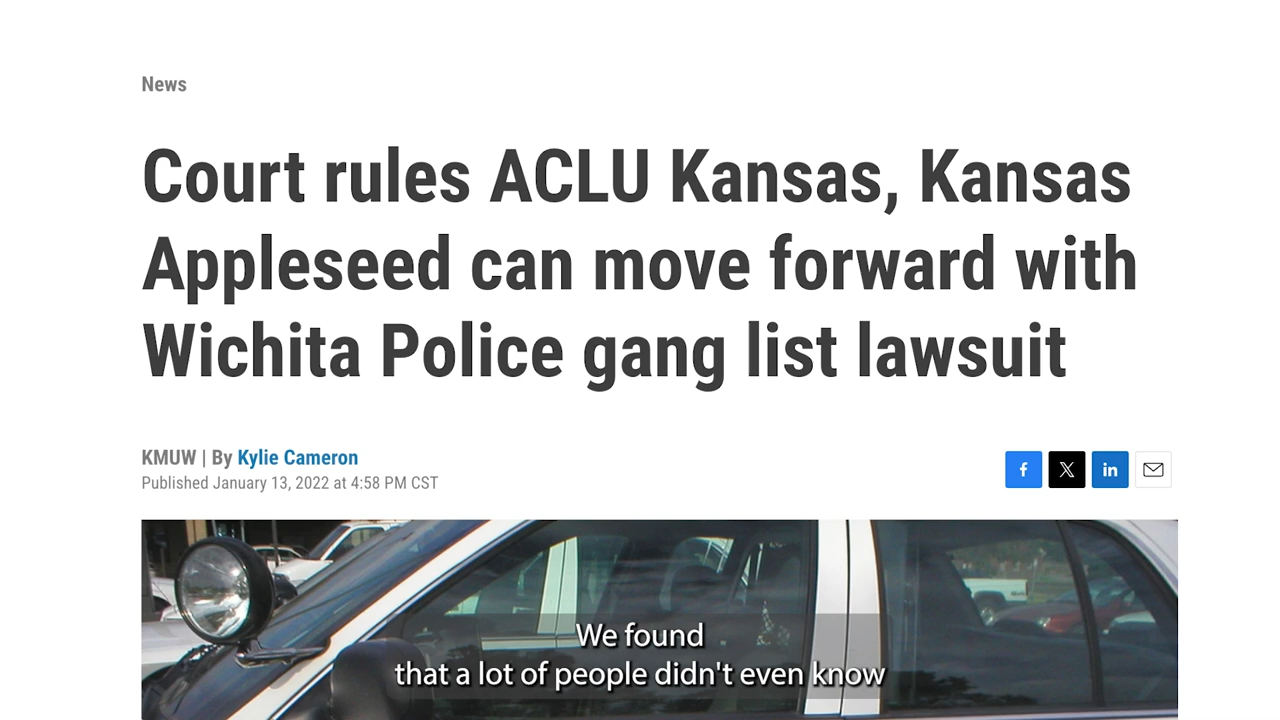 News
Court rules ACLU Kansas, Kansas
Appleseed can move forward with
Wichita Police gang list lawsuit
KMUW | By Kylie Cameron
Published January 13, 2022 at 4:58 PM CST
f X in
We found
that a lot of people didn't even know